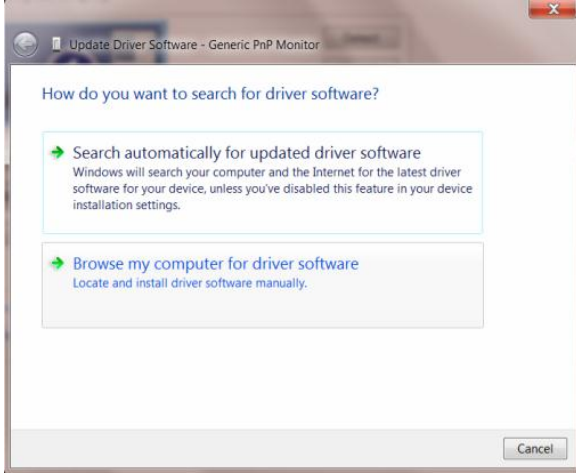 Update Driver Software - Generic PnP Monitor
How do you want to search for driver software?
Search automatically for updated driver software
Windows will search your computer and the Internet for the latest driver
software for your device, unless you've disabled this feature in your device
installation settings.
Browse my computer for driver software
Locate and install driver software manually.
Cancel